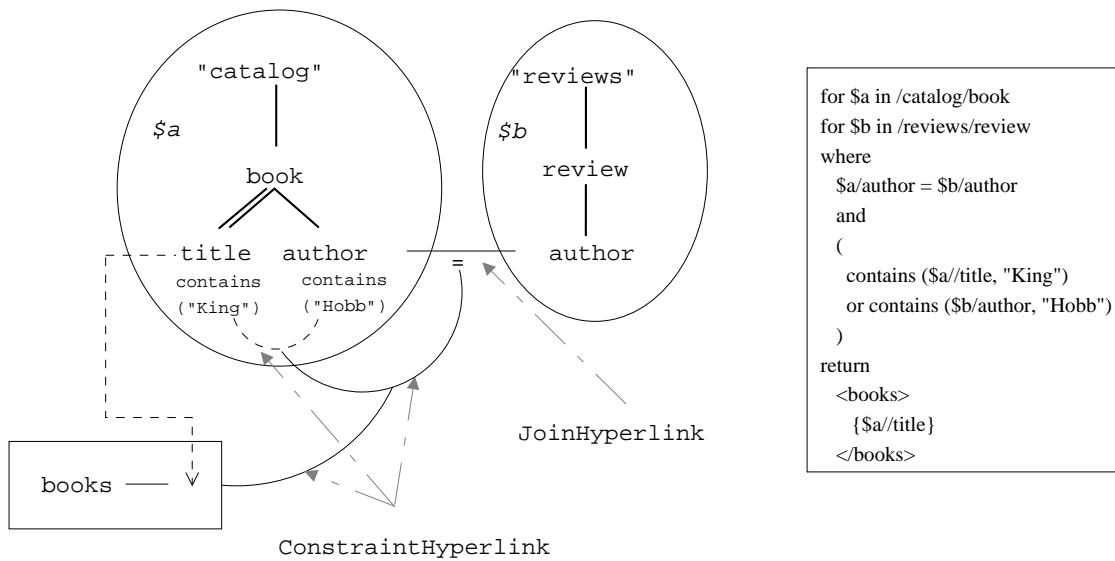 "catalog"
$a
book
title author
contains contains
("King") ("Hobb")
"reviews"
$b
review
author
=
JoinHyperlink
books
ConstraintHyperlink
for $a in /catalog/book
for $b in /reviews/review
where
$a/author = $b/author
and
(
contains ($a//title, "King")
or contains ($b/author, "Hobb")
)
return
<books>
{$a//title}
</books>